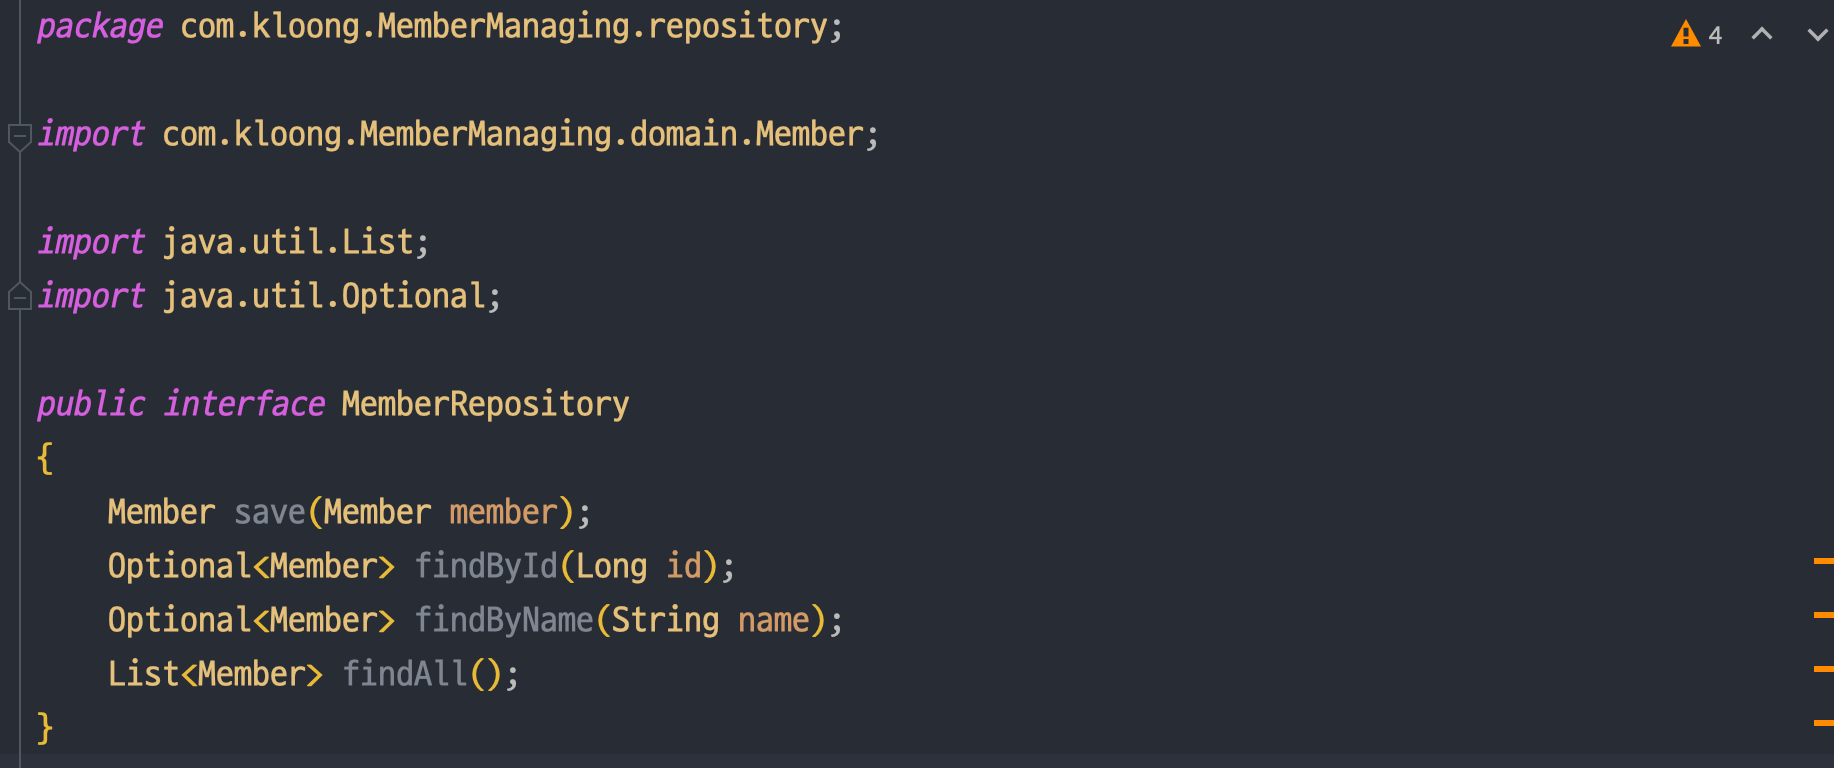 package com.kloong.MemberManaging.repository;
4
import com.kloong.MemberManaging.domain.Member;
import java.util.List;
import java.util.Optional;
public interface MemberRepository
{
    Member save(Member member);
    Optional<Member> findById(Long id);
    Optional<Member> findByName(String name);
    List<Member> findAll();
}